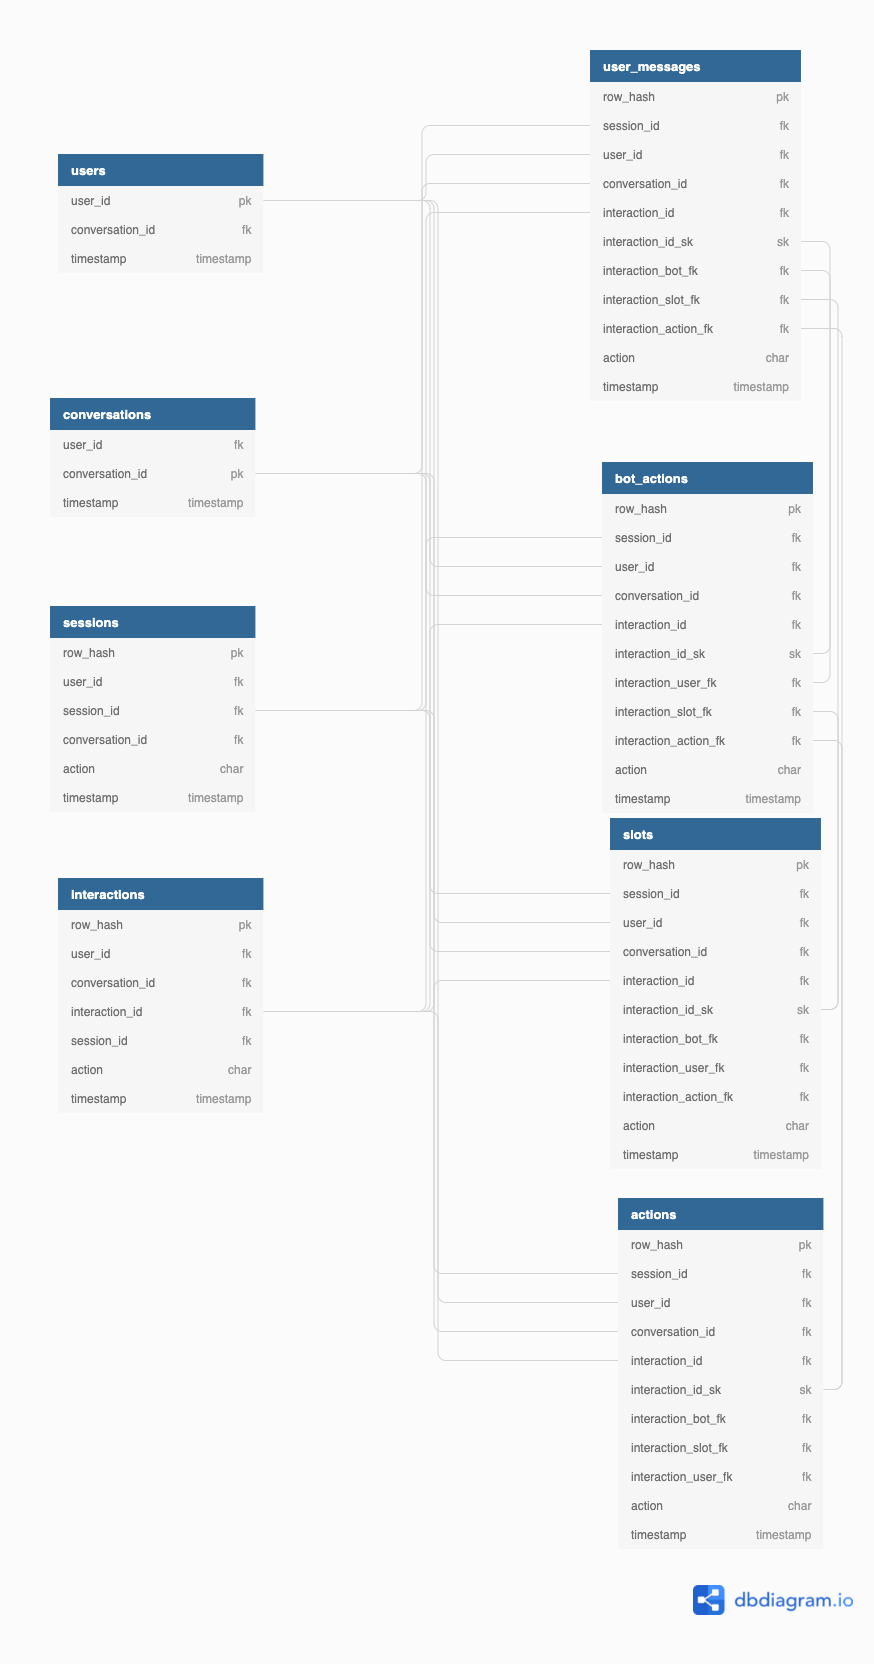 users
user_id pk
conversation_id fk
timestamp timestamp
conversations
user_id fk
conversation_id pk
timestamp timestamp
sessions
row_hash pk
user_id fk
session_id fk
conversation_id fk
action char
timestamp timestamp
interactions
row_hash pk
user_id fk
conversation_id fk
interaction_id fk
session_id fk
action char
timestamp timestamp
user_messages
row_hash pk
session_id fk
user_id fk
conversation_id fk
interaction_id fk
interaction_id_sk sk
interaction_bot_fk fk
interaction_slot_fk fk
interaction_action_fk fk
action char
timestamp timestamp
bot_actions
row_hash pk
session_id fk
user_id fk
conversation_id fk
interaction_id fk
interaction_id_sk sk
interaction_user_fk fk
interaction_slot_fk fk
interaction_action_fk fk
action char
timestamp timestamp
slots
row_hash pk
session_id fk
user_id fk
conversation_id fk
interaction_id fk
interaction_id_sk sk
interaction_bot_fk fk
interaction_user_fk fk
interaction_action_fk fk
action char
timestamp timestamp
actions
row_hash pk
session_id fk
user_id fk
conversation_id fk
interaction_id fk
interaction_id_sk sk
interaction_bot_fk fk
interaction_slot_fk fk
interaction_user_fk fk
action char
timestamp timestamp
dbdiagram.io